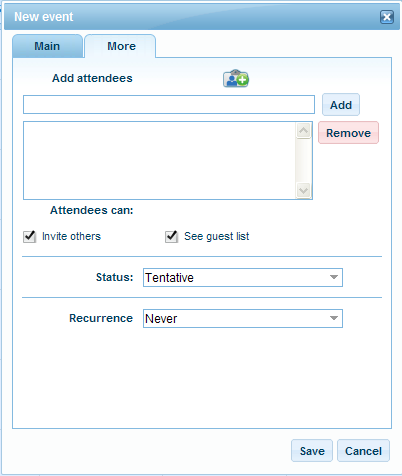 New event
Main More
Add attendees
Add
Remove
Attendees can:
Invite others See guest list
Status: Tentative
Recurrence Never
Save Cancel